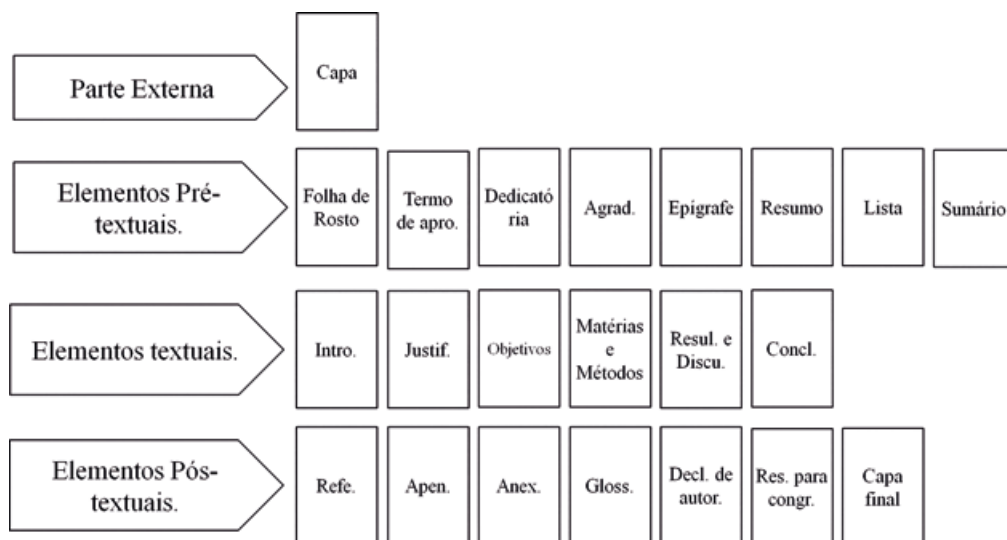 Parte Externa
Capa
Elementos Pré-
textuais.
Folha de
Rosto
Termo
de apro.
Dedicató
ria
Agrad.
Epígrafe
Resumo
Lista
Sumário
Elementos textuais.
Intro.
Justif.
Objetivos
Matérias
e
Métodos
Resul. e
Discu.
Concl.
Elementos Pós-
textuais.
Refe.
Apen.
Anex.
Gloss.
Decl. de
autor.
Res. para
congr.
Capa
final